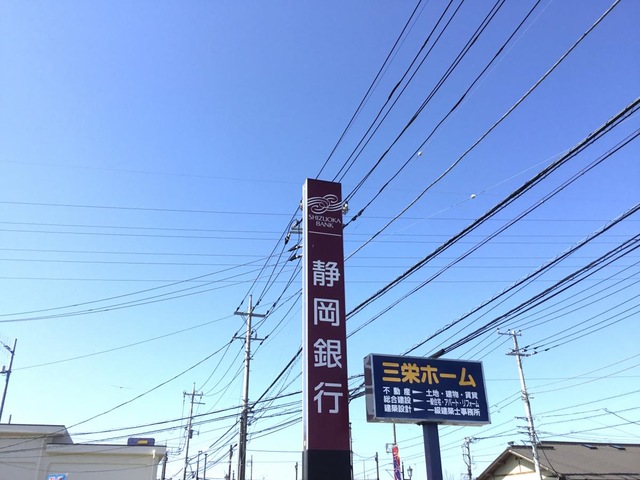 SHIZUOKA
BANK
静岡銀行
三栄ホーム
不動産 土地・建物・賃貸
総合建設 一般住宅・アパート・リフォーム
建築設計 一級建築士事務所